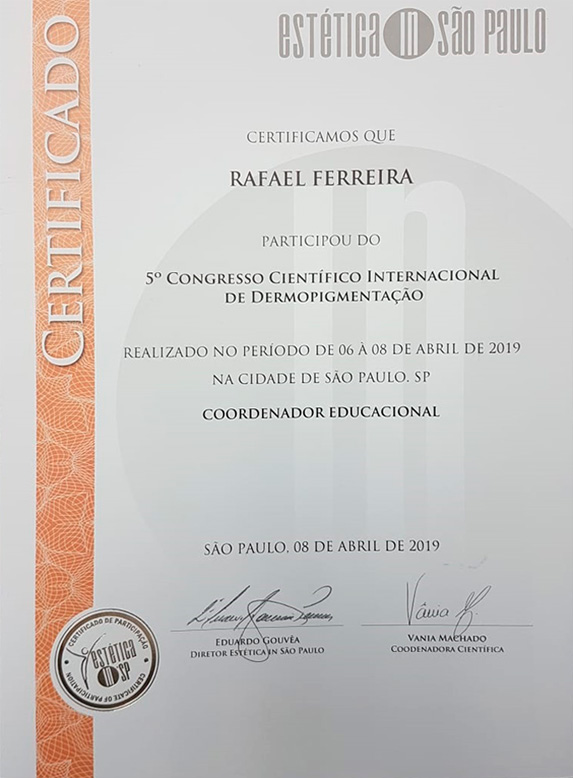 CERTIFICADO
estética in são paulo
CERTIFICAMOS QUE
RAFAEL FERREIRA
PARTICIPOU DO
5º CONGRESSO CIENTÍFICO INTERNACIONAL
DE DERMOPIGMENTAÇÃO
REALIZADO NO PERÍODO DE 06 À 08 DE ABRIL DE 2019
NA CIDADE DE SÃO PAULO, SP
COORDENADOR EDUCACIONAL
SÃO PAULO, 08 DE ABRIL DE 2019
Vânia
EDUARDO GOUVÊA
DIRETOR ESTÉTICA IN SÃO PAULO
VANIA MACHADO
COODENADORA CIENTÍFICA
CERTIFICADO DE PARTICIPAÇÃO
estética
in SP
CERTIFICATE OF PARTICIPATION